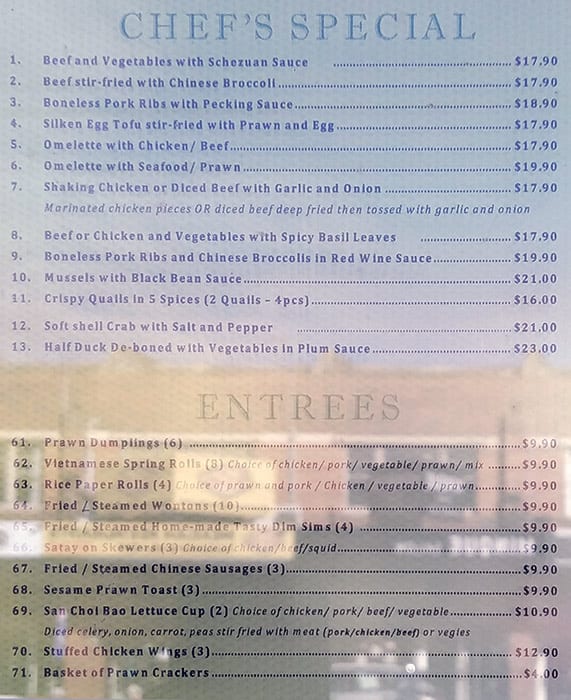 CHEF'S SPECIAL
1. Beef and Vegetables with Schezuan Sauce ........ $17.90
2. Beef stir-fried with Chinese Broccoli ........ $17.90
3. Boneless Pork Ribs with Pecking Sauce ........ $18.90
4. Silken Egg Tofu stir-fried with Prawn and Egg ........ $17.90
5. Omelette with Chicken/ Beef ........ $17.90
6. Omelette with Seafood/ Prawn ........ $19.90
7. Shaking Chicken or Diced Beef with Garlic and Onion ........ $17.90
Marinated chicken pieces OR diced beef deep fried then tossed with garlic and onion
8. Beef or Chicken and Vegetables with Spicy Basil Leaves ........ $17.90
9. Boneless Pork Ribs and Chinese Broccolis in Red Wine Sauce ........ $19.90
10. Mussels with Black Bean Sauce ........ $21.00
11. Crispy Quails in 5 Spices (2 Quails - 4pcs) ........ $16.00
12. Soft shell Crab with Salt and Pepper ........ $21.00
13. Half Duck De-boned with Vegetables in Plum Sauce ........ $23.00
ENTREES
61. Prawn Dumplings (6) ........ $9.90
62. Vietnamese Spring Rolls (8) Choice of chicken/ pork/ vegetable/ prawn/ mix ........ $9.90
63. Rice Paper Rolls (4) Choice of prawn and pork / Chicken / vegetable / prawn ........ $9.90
64. Fried / Steamed Wontons (10) ........ $9.90
65. Fried / Steamed Home-made Tasty Dim Sims (4) ........ $9.90
66. Satay on Skewers (3) Choice of chicken/beef/squid ........ $9.90
67. Fried / Steamed Chinese Sausages (3) ........ $9.90
68. Sesame Prawn Toast (3) ........ $9.90
69. San Choi Bao Lettuce Cup (2) Choice of chicken/ pork/ beef/ vegetable ........ $10.90
Diced celery, onion, carrot, peas stir fried with meat (pork/chicken/beef) or vegies
70. Stuffed Chicken Wings (3) ........ $12.90
71. Basket of Prawn Crackers ........ $4.00